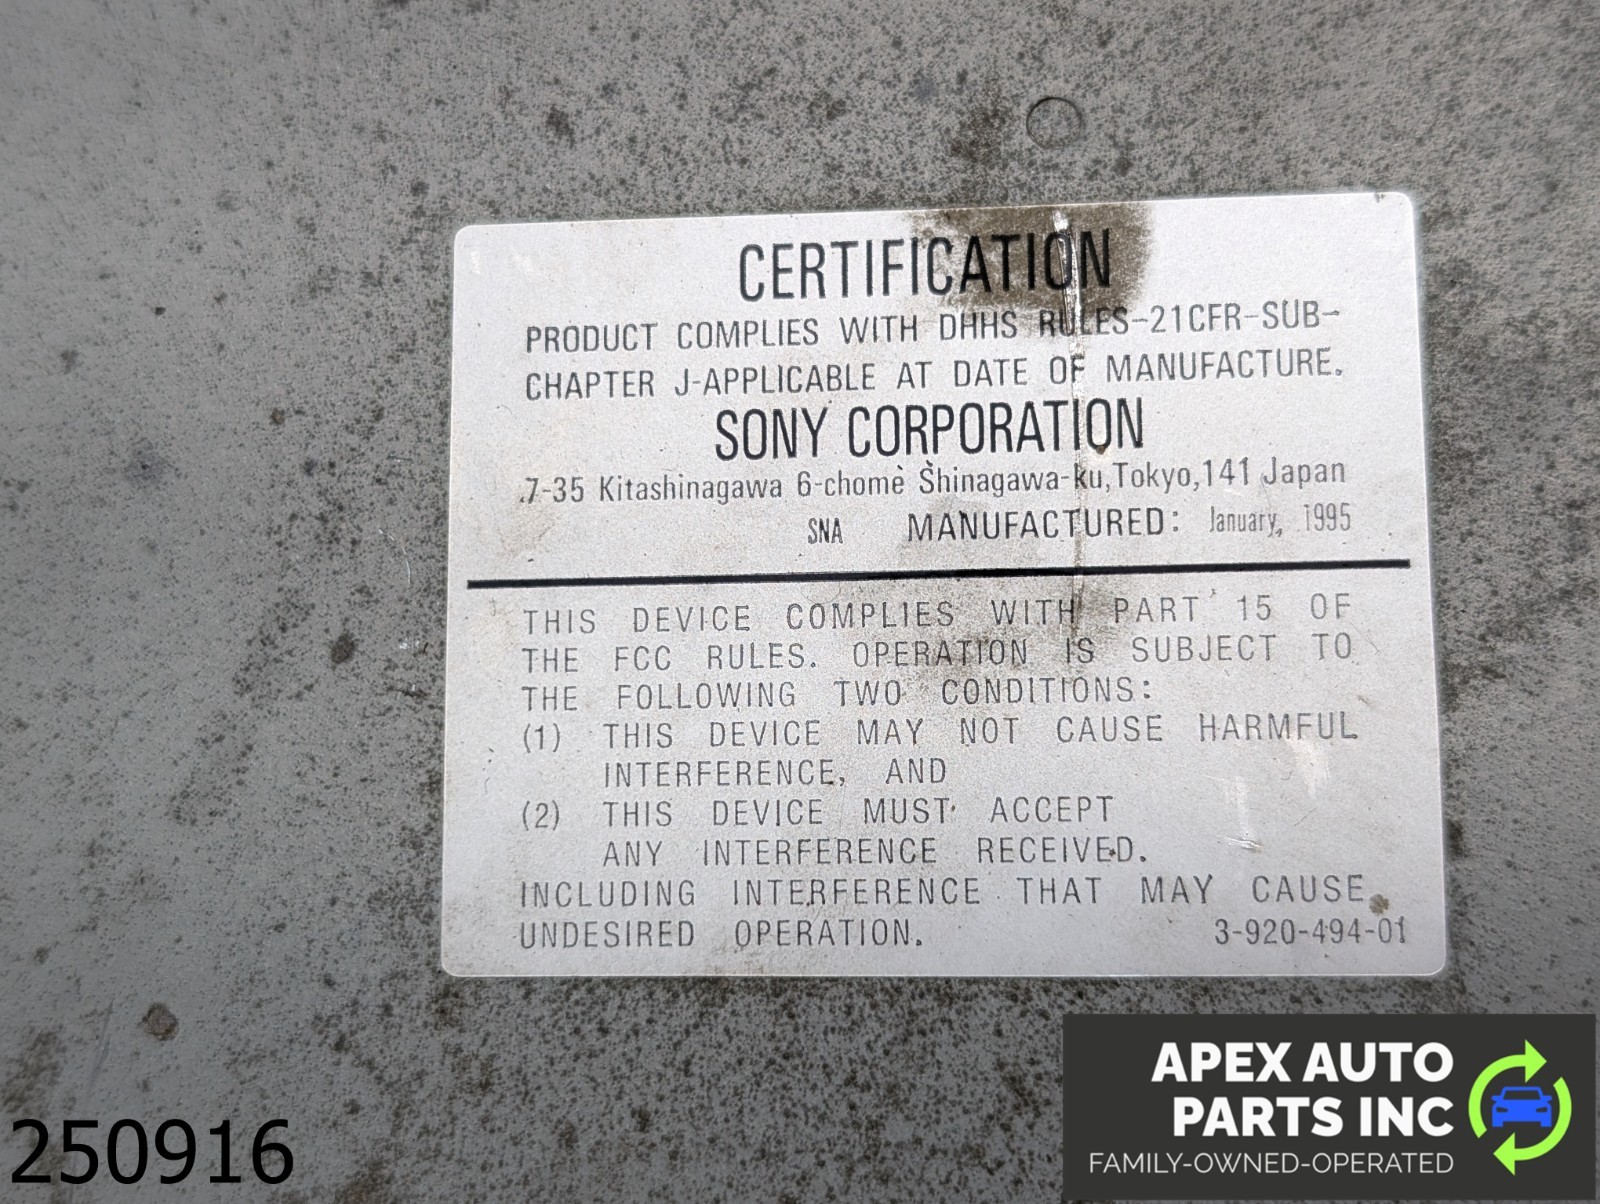 CERTIFICATION
PRODUCT COMPLIES WITH DHHS RULES-21CFR-SUB-
CHAPTER J-APPLICABLE AT DATE OF MANUFACTURE.
SONY CORPORATION
7-35 Kitashinagawa 6-chome Shinagawa-ku, Tokyo, 141 Japan
SNA MANUFACTURED: January, 1995
THIS DEVICE COMPLIES WITH PART 15 OF
THE FCC RULES. OPERATION IS SUBJECT TO
THE FOLLOWING TWO CONDITIONS:
(1) THIS DEVICE MAY NOT CAUSE HARMFUL
INTERFERENCE, AND
(2) THIS DEVICE MUST ACCEPT
ANY INTERFERENCE RECEIVED.
INCLUDING INTERFERENCE THAT MAY CAUSE
UNDESIRED OPERATION. 3-920-494-01
APEX AUTO
PARTS INC
FAMILY-OWNED-OPERATED
250916